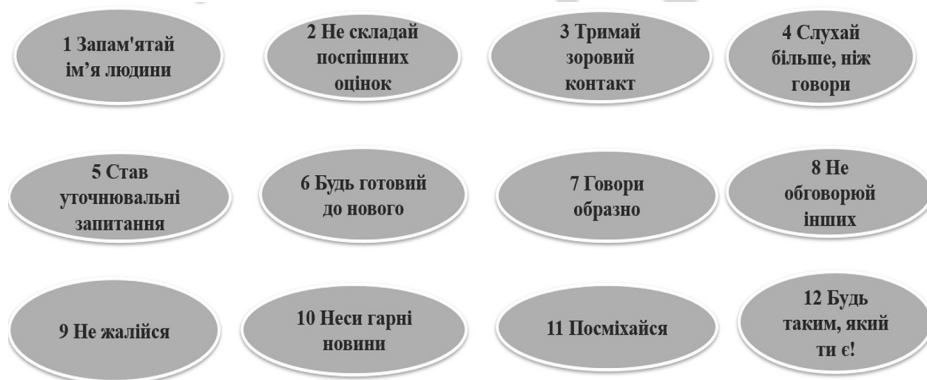 1 Запам'ятай
ім’я людини
2 Не складай
поспішних
оцінок
3 Тримай
зоровий
контакт
4 Слухай
більше, ніж
говори
5 Став
уточнювальні
запитання
6 Будь готовий
до нового
7 Говори
образно
8 Не
обговорюй
інших
9 Не жалійся
10 Неси гарні
новини
11 Посміхайся
12 Будь
таким, який
ти є!